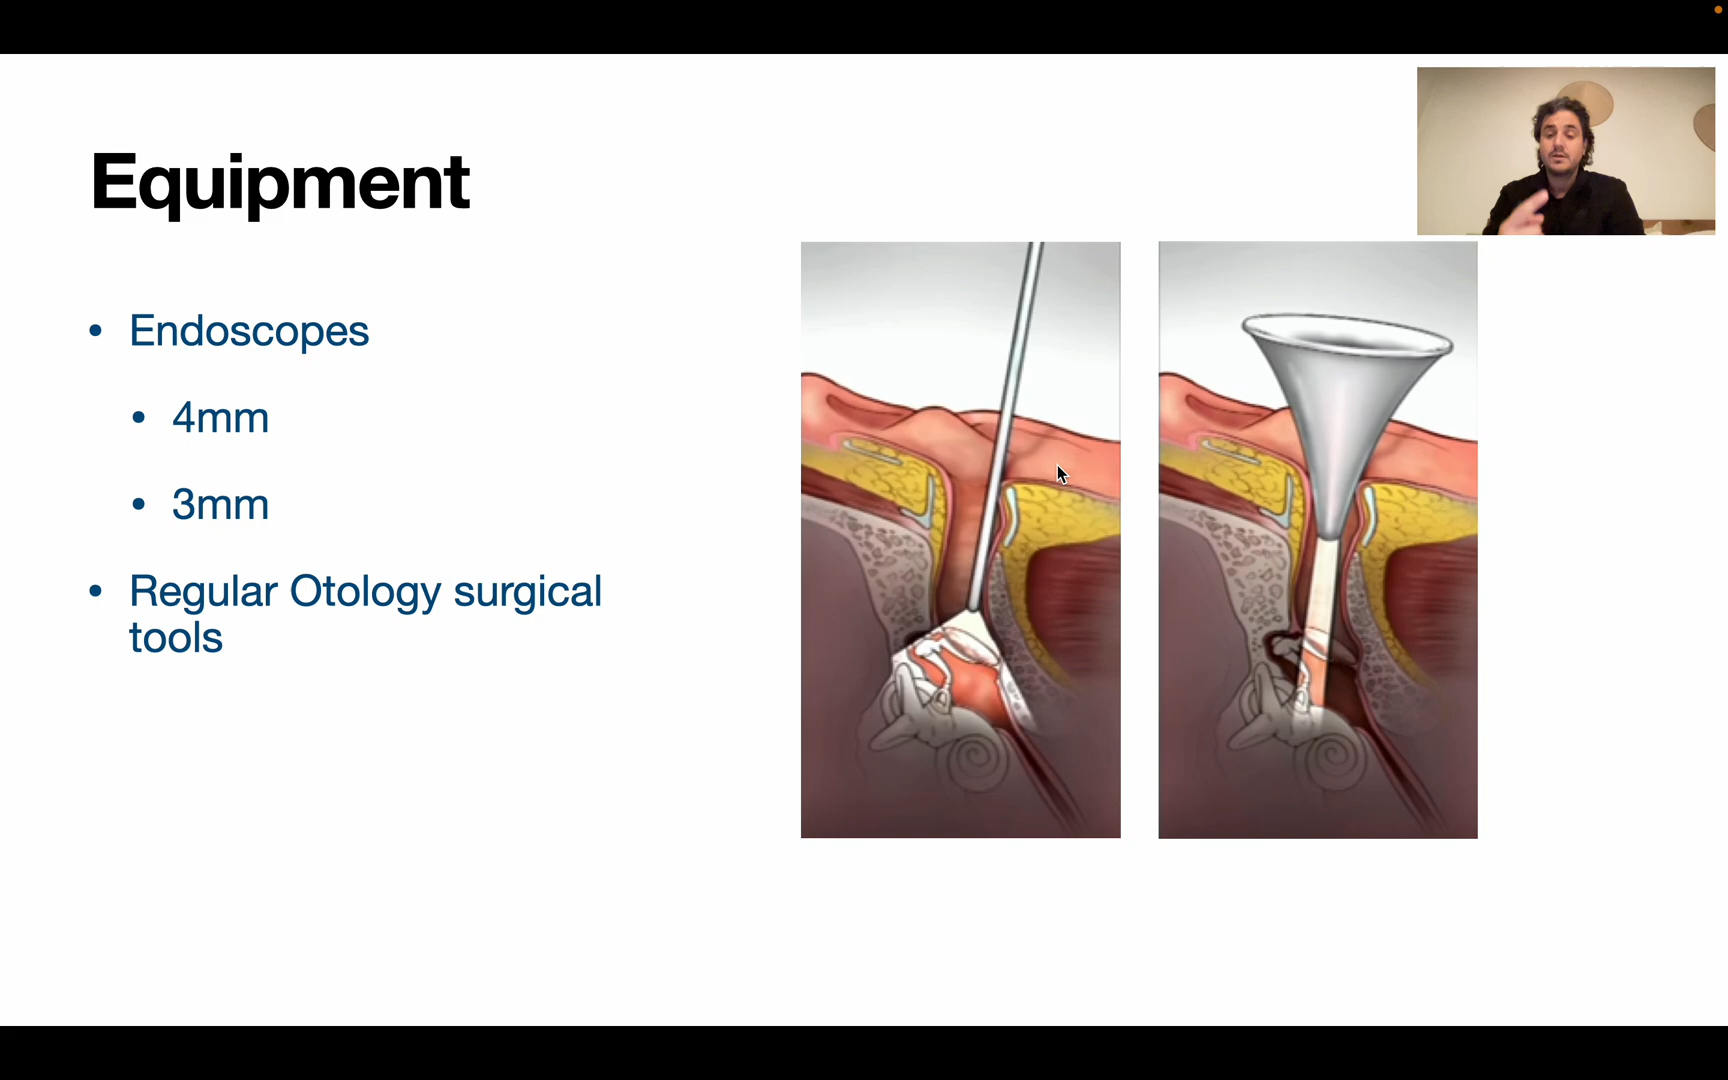 Equipment
• Endoscopes
• 4mm
• 3mm
• Regular Otology surgical
tools